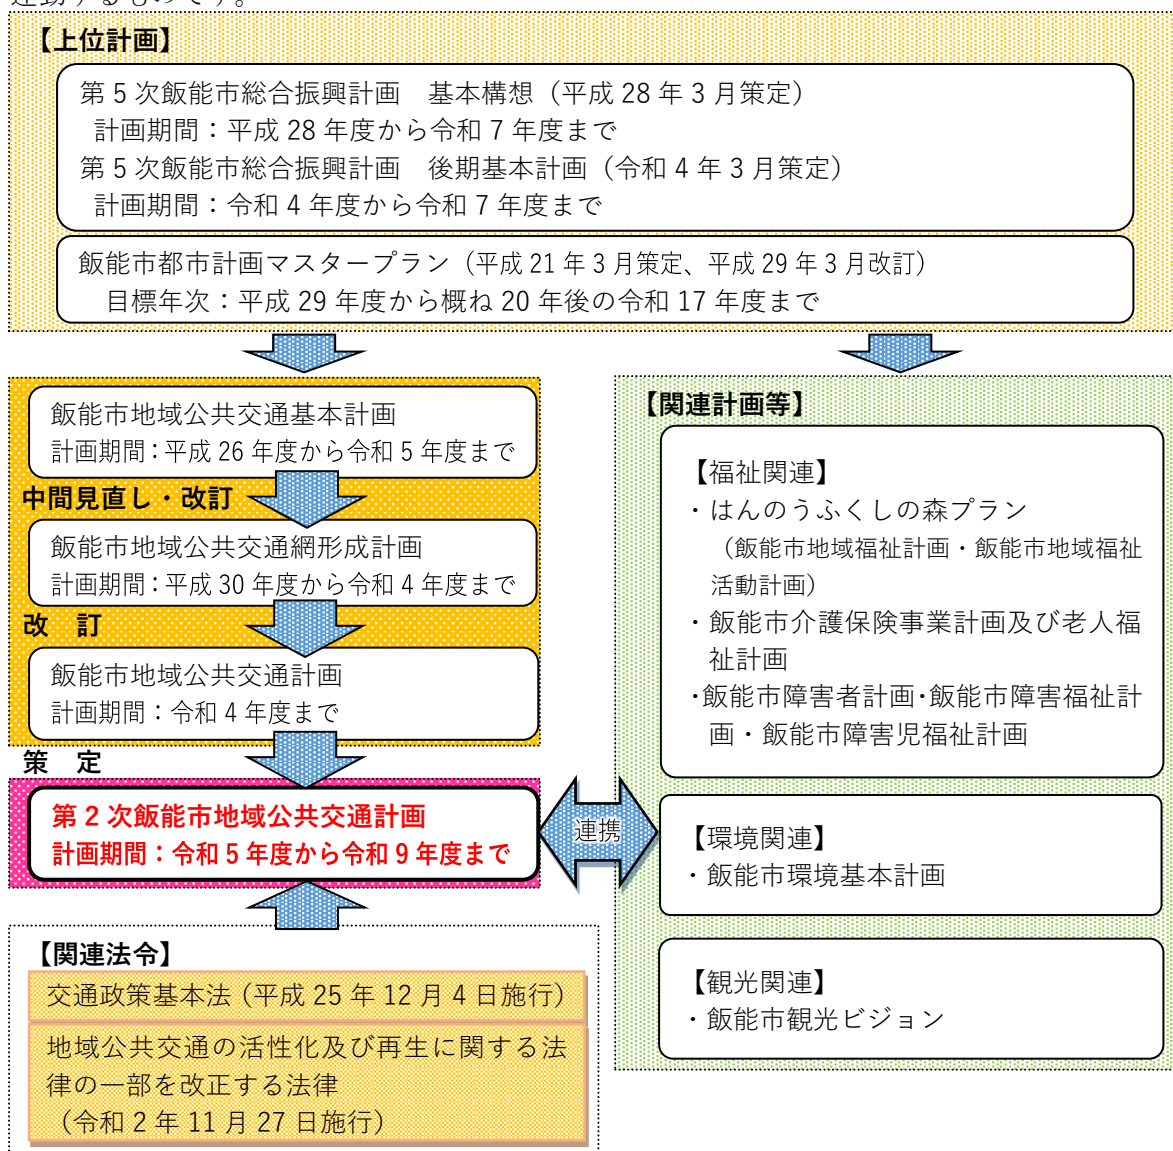 連動するものです。
【上位計画】
第 5 次飯能市総合振興計画　基本構想（平成 28 年 3 月策定）
計画期間：平成 28 年度から令和 7 年度まで
第 5 次飯能市総合振興計画　後期基本計画（令和 4 年 3 月策定）
計画期間：令和 4 年度から令和 7 年度まで
飯能市都市計画マスタープラン（平成 21 年 3 月策定、平成 29 年 3 月改訂）
目標年次：平成 29 年度から概ね 20 年後の令和 17 年度まで
飯能市地域公共交通基本計画
計画期間：平成 26 年度から令和 5 年度まで
中間見直し・改訂
飯能市地域公共交通網形成計画
計画期間：平成 30 年度から令和 4 年度まで
改　訂
飯能市地域公共交通計画
計画期間：令和 4 年度まで
策　定
第 2 次飯能市地域公共交通計画
計画期間：令和 5 年度から令和 9 年度まで
連携
【関連法令】
交通政策基本法（平成 25 年 12 月 4 日施行）
地域公共交通の活性化及び再生に関する法
律の一部を改正する法律
（令和 2 年 11 月 27 日施行）
【関連計画等】
【福祉関連】
・はんのうふくしの森プラン
（飯能市地域福祉計画・飯能市地域福祉
活動計画）
・飯能市介護保険事業計画及び老人福
祉計画
・飯能市障害者計画・飯能市障害福祉計
画・飯能市障害児福祉計画
【環境関連】
・飯能市環境基本計画
【観光関連】
・飯能市観光ビジョン